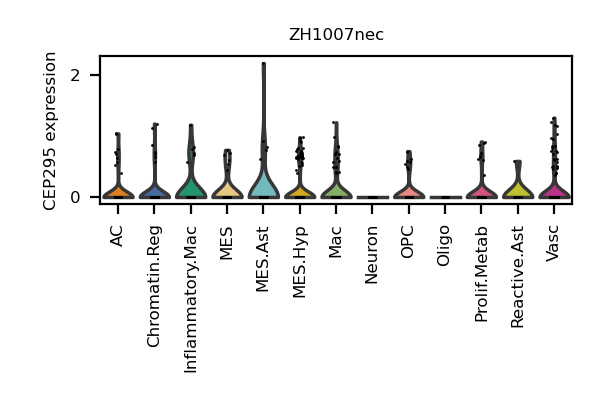 ZH1007nec
CEP295 expression
2
0
AC
Chromatin.Reg
Inflammatory.Mac
MES
MES.Ast
MES.Hyp
Mac
Neuron
OPC
Oligo
Prolif.Metab
Reactive.Ast
Vasc